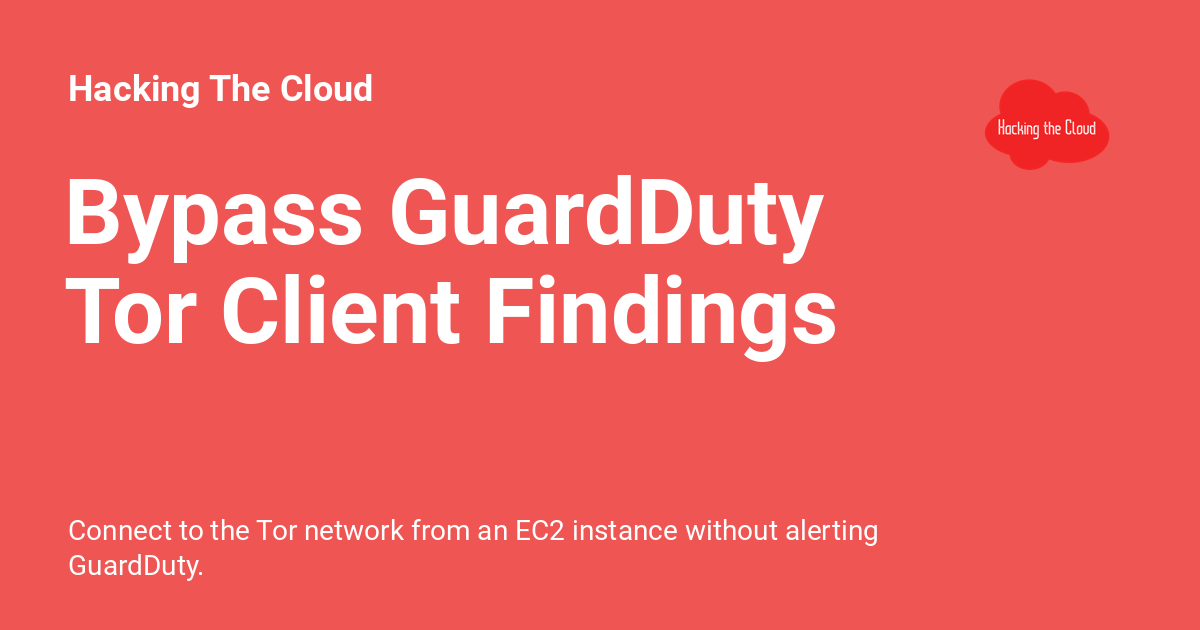 Hacking The Cloud
Hacking the Cloud
Bypass GuardDuty
Tor Client Findings
Connect to the Tor network from an EC2 instance without alerting
GuardDuty.